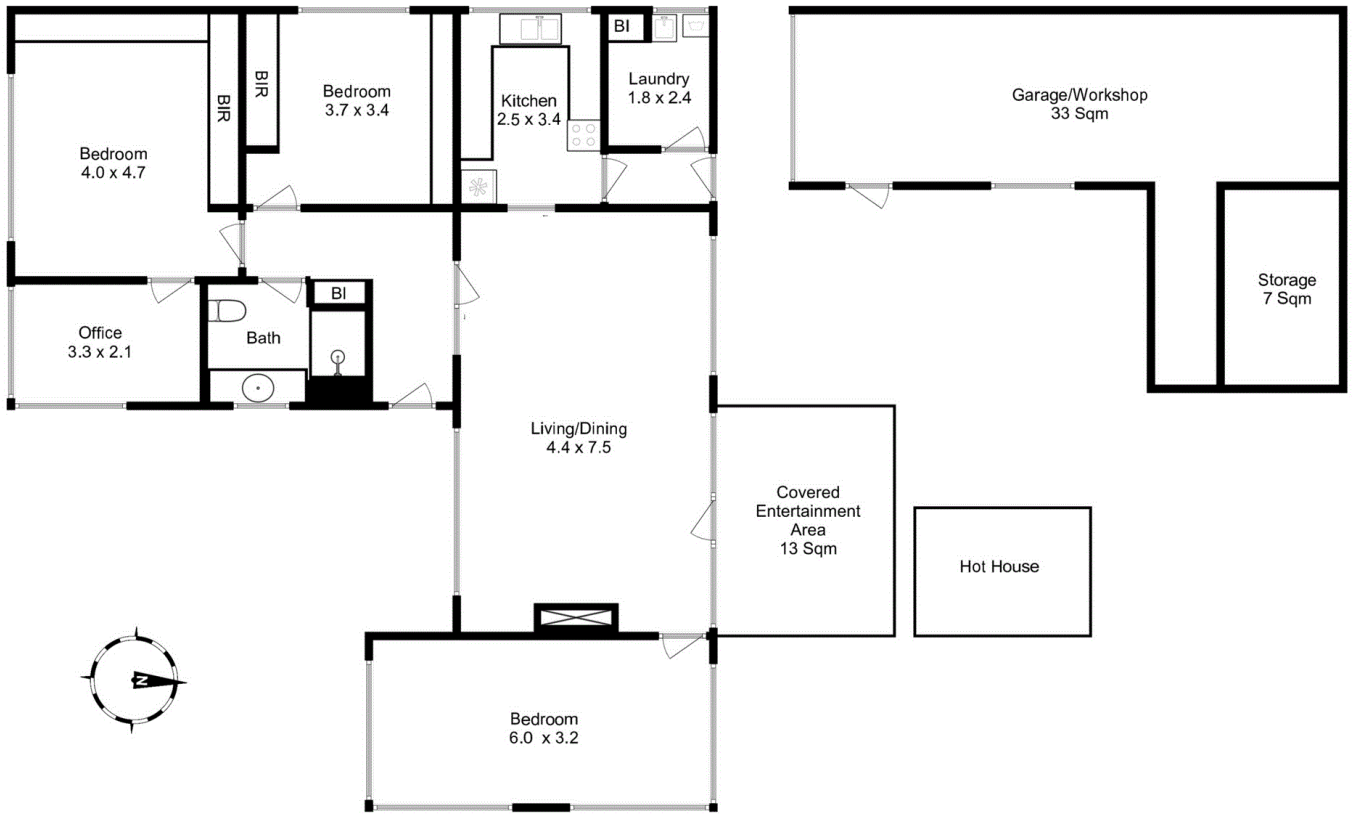 BI
Laundry
1.8 x 2.4
Kitchen
2.5 x 3.4
BIR
Bedroom
3.7 x 3.4
BIR
Bedroom
4.0 x 4.7
Garage/Workshop
33 Sqm
Storage
7 Sqm
BI
Office
3.3 x 2.1
Bath
Living/Dining
4.4 x 7.5
Covered
Entertainment
Area
13 Sqm
Hot House
N
Bedroom
6.0 x 3.2